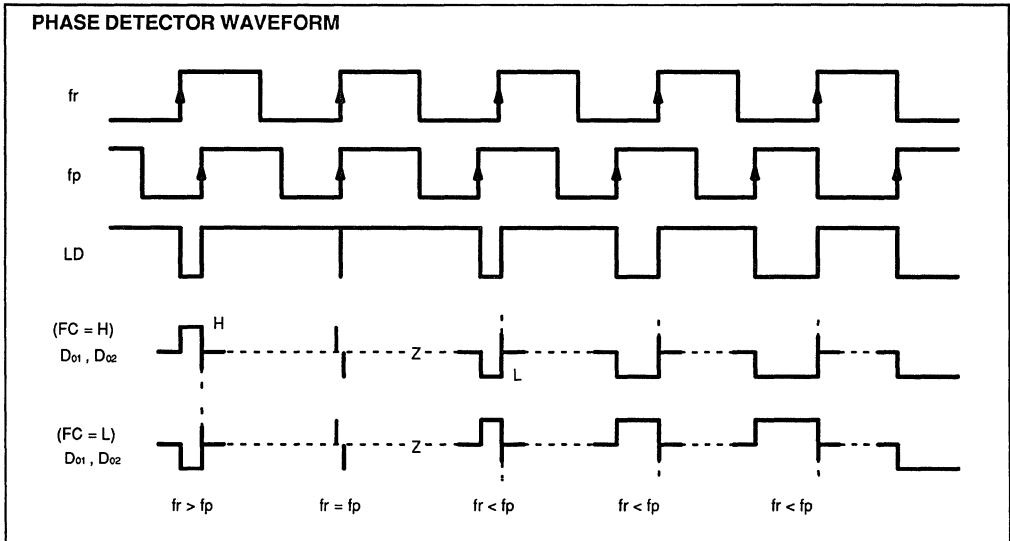 PHASE DETECTOR WAVEFORM
fr
fp
LD
(FC = H)
D01 , D02
H
Z
L
(FC = L)
D01 , D02
Z
fr > fp
fr = fp
fr < fp
fr < fp
fr < fp